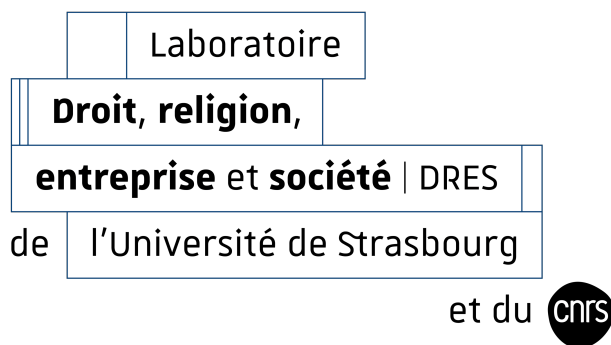 Laboratoire
Droit, religion,
entreprise et société | DRES
de l'Université de Strasbourg
et du cnrs